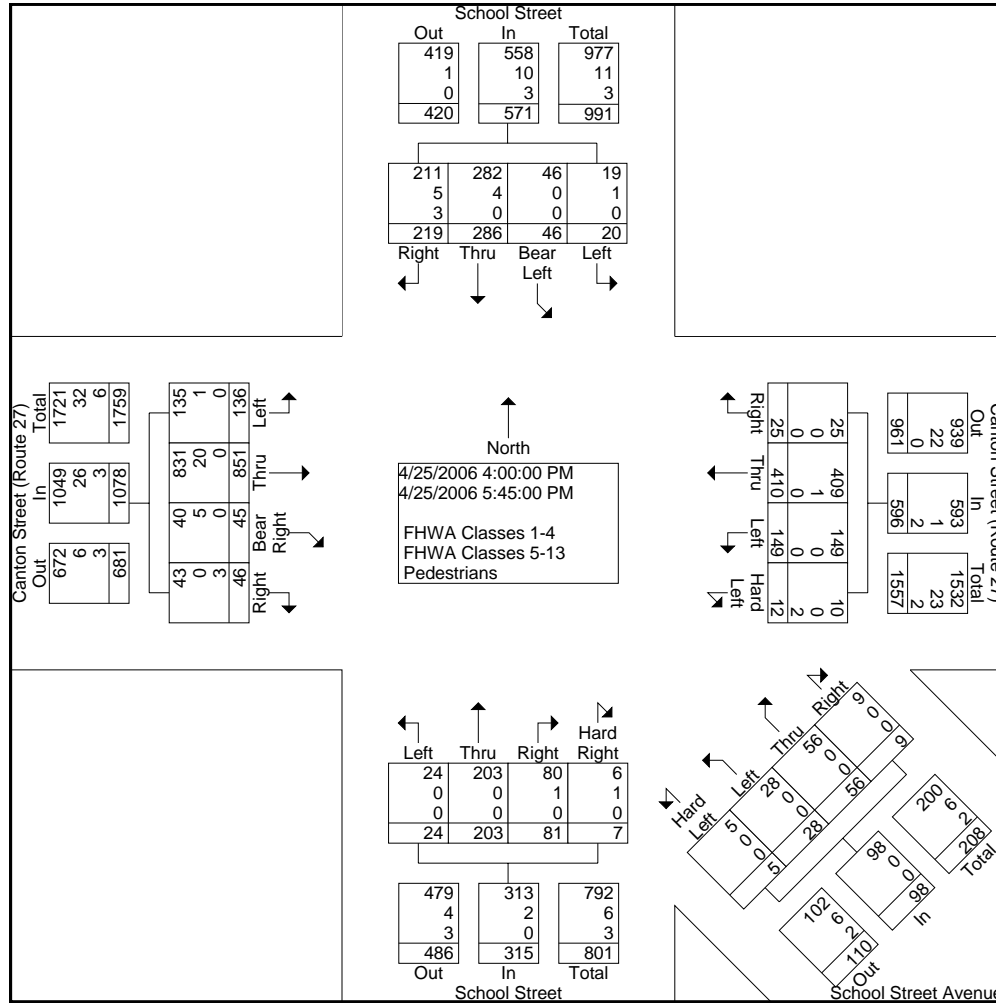 School Street
Out In Total
419 558 977
1 10 11
0 3 3
420 571 991
211 282 46 19
5 4 0 1
3 0 0 0
219 286 46 20
Right Thru Bear Left Left
Canton Street (Route 27)
Total In Out
1721 1049 672
32 26 6
6 3 3
1759 1078 681
135 831 40 43
1 20 5 0
0 0 0 3
136 851 45 46
Left Thru Bear Right Right
North
4/25/2006 4:00:00 PM
4/25/2006 5:45:00 PM
FHWA Classes 1-4
FHWA Classes 5-13
Pedestrians
Right Thru Left Hard Left
25 410 149 12
0 0 0 2
0 1 0 0
25 409 149 10
Canton Street (Route 27)
Out In Total
939 593 1532
22 1 23
0 2 2
961 596 1557
Left Thru Right Hard Right
24 203 80 6
0 0 1 1
0 0 0 0
24 203 81 7
479 313 792
4 2 6
3 0 3
486 315 801
Out In Total
School Street
Hard Left Left Thru Right
5 28 56 9
0 0 0 0
0 0 0 0
5 28 56 9
102 98 200
6 0 6
2 0 2
110 98 208
Out In Total
School Street Avenue